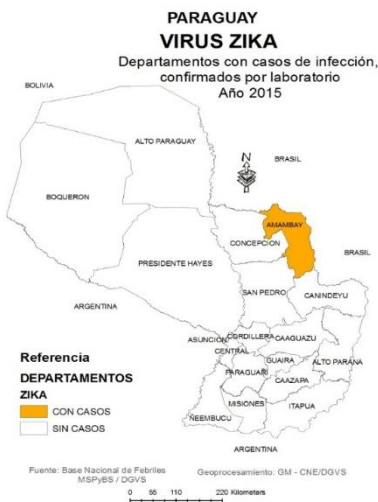 PARAGUAY
VIRUS ZIKA
Departamentos con casos de infección,
confirmados por laboratorio
Año 2015
BOLIVIA
ALTO PARAGUAY
N
BRASIL
BOQUERON
AMAMBAY
CONCEPCION
BRASIL
PRESIDENTE HAYES
SAN PEDRO
CANINDEYU
ARGENTINA
ASUNCION
CORDILLERA
CAAGUAZU
CENTRAL
GUAIRA
ALTO PARANA
PARAGUARI
CAAZAPA
MISIONES
ITAPUA
ÑEEMBUCU
ARGENTINA
Referencia
DEPARTAMENTOS
ZIKA
CON CASOS
SIN CASOS
Fuente: Base Nacional de Febriles
MSPyBS / DGVS
Geoprocesamiento: GM - CNE/DGVS
0 55 110 220 Kilometers